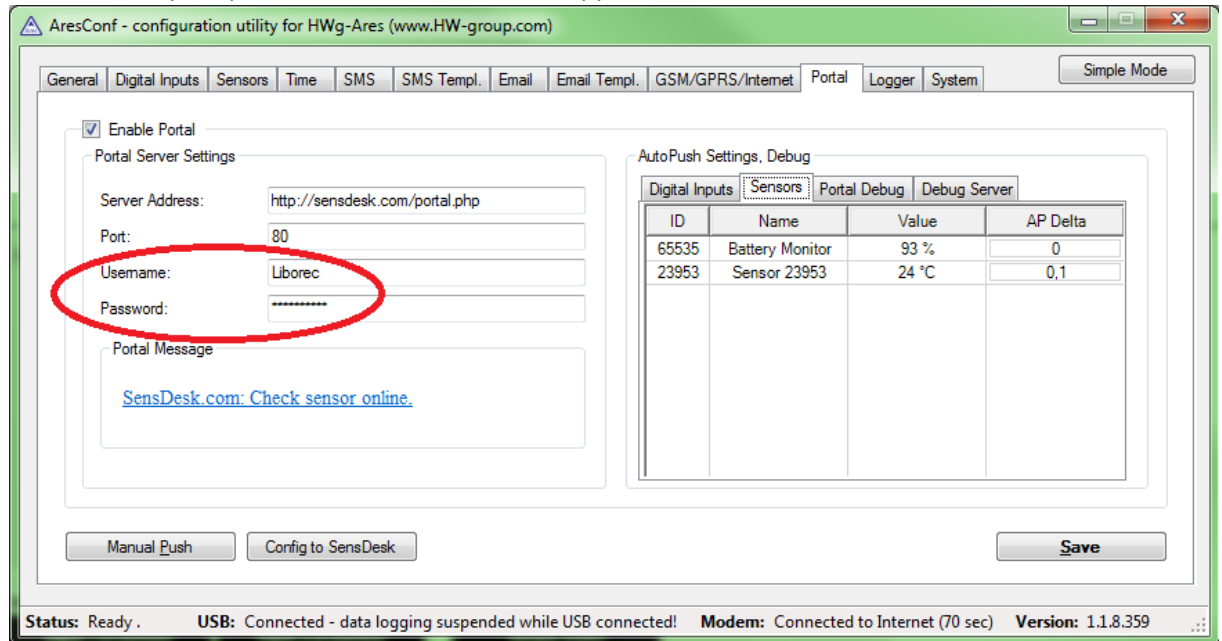 AresConf - configuration utility for HWg-Ares (www.HW-group.com)
General Digital Inputs Sensors Time SMS SMS Templ. Email Email Templ. GSM/GPRS/Internet Portal Logger System Simple Mode
Enable Portal
Portal Server Settings
Server Address: http://sensdesk.com/portal.php
Port: 80
Username: Liborec
Password: **********
Portal Message
SensDesk.com: Check sensor online.
AutoPush Settings, Debug
Digital Inputs Sensors Portal Debug Debug Server
ID Name Value AP Delta
65535 Battery Monitor 93 % 0
23953 Sensor 23953 24 °C 0,1
Manual Push Config to SensDesk Save
Status: Ready . USB: Connected - data logging suspended while USB connected! Modem: Connected to Internet (70 sec) Version: 1.1.8.359